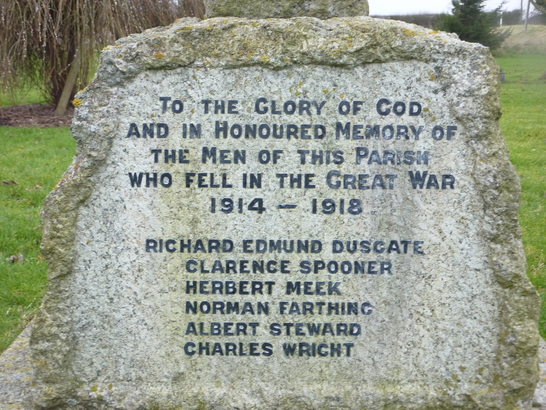 To the Glory of God
and in Honoured Memory of
the Men of this Parish
who fell in the Great War
1914 – 1918
RICHARD EDMUND DUSGATE
CLARENCE SPOONER
HERBERT MEEK
NORMAN FARTHING
ALBERT STEWARD
CHARLES WRIGHT